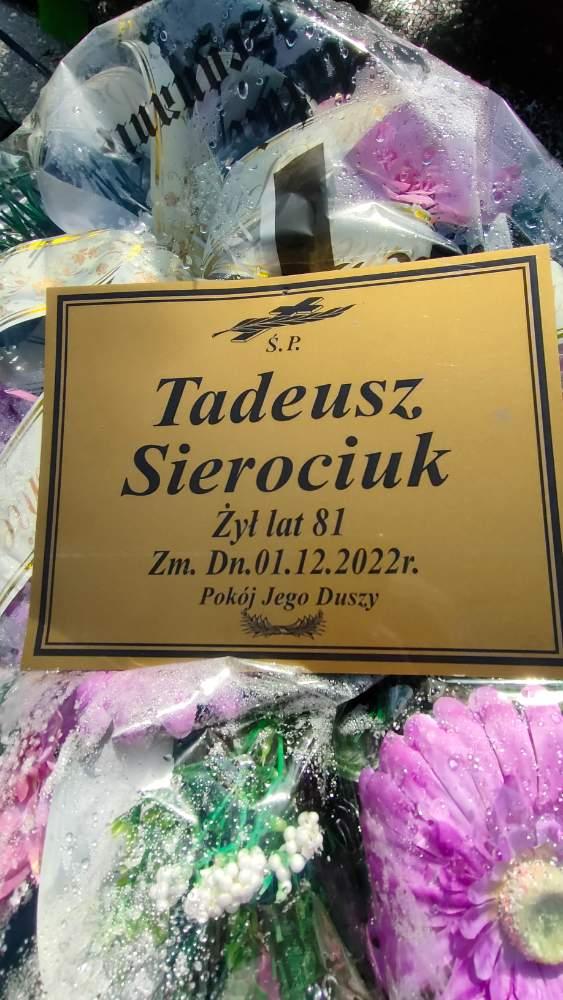 Ś.P.
Tadeusz
Sierociuk
Żył lat 81
Zm. Dn.01.12.2022r.
Pokój Jego Duszy